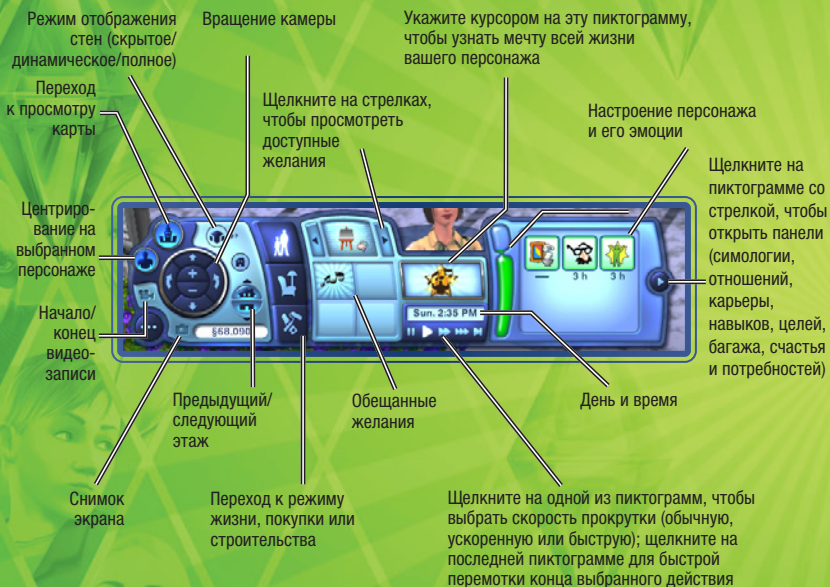 Режим отображения
стен (скрытое/
динамическое/полное)
Вращение камеры
Укажите курсором на эту пиктограмму,
чтобы узнать мечту всей жизни
вашего персонажа
Переход
к просмотру
карты
Щелкните на стрелках,
чтобы просмотреть
доступные
желания
Настроение персонажа
и его эмоции
Щелкните на
пиктограмме со
стрелкой, чтобы
открыть панели
(симологии,
отношений,
карьеры,
навыков, целей,
багажа, счастья
и потребностей)
Центриро-
вание на
выбранном
персонаже
Начало/
конец
видео-
записи
3 h
3 h
Sun. 2:35 PM
§68.090
Предыдущий/
следующий
этаж
Обещанные
желания
День и время
Снимок
экрана
Переход к режиму
жизни, покупки или
строительства
Щелкните на одной из пиктограмм, чтобы
выбрать скорость прокрутки (обычную,
ускоренную или быструю); щелкните на
последней пиктограмме для быстрой
перемотки конца выбранного действия